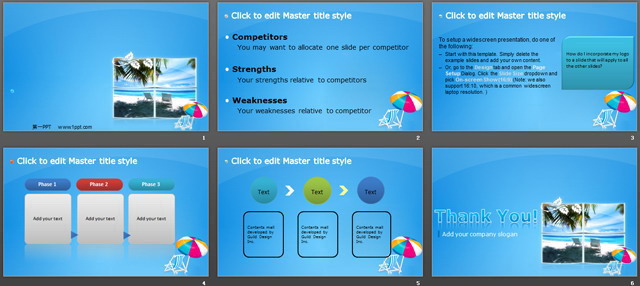 第一PPT www.1ppt.com
1
Click to edit Master title style
Competitors
You may want to allocate one slide per competitor
Strengths
Your strengths relative to competitors
Weaknesses
Your weaknesses relative to competitor
2
Click to edit Master title style
To setup a widescreen presentation, do one of
the following:
– Start with this template. Simply delete the
example slides and add your own content.
– Or, go to the Design tab and open the Page
Setup Dialog. Click the Slide Size dropdown and
pick On-screen Show(16:9) (Note: we also
support 16:10, which is a common widescreen
laptop resolution. )
How do I incorporate my logo
to a slide that will apply to all
the other slides?
3
Click to edit Master title style
Phase 1
Phase 2
Phase 3
Add your text
Add your text
Add your text
4
Click to edit Master title style
Text
Text
Text
Contents mall
developed by
Guild Design
Inc.
Contents mall
developed by
Guild Design
Inc.
Contents mall
developed by
Guild Design
Inc.
5
Thank You!
Add your company slogan
6